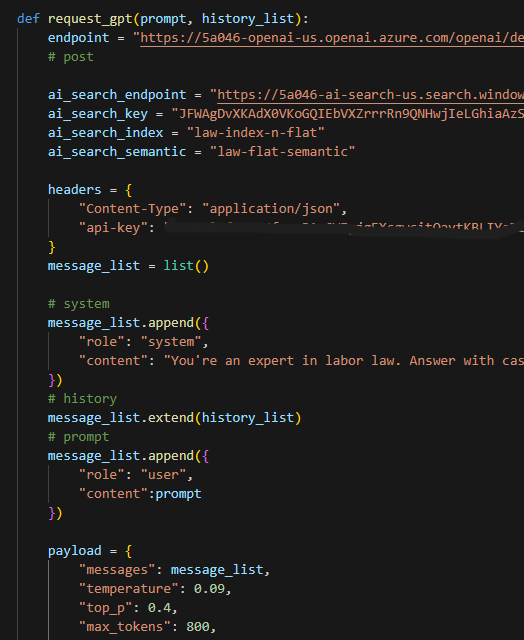 def request_gpt(prompt, history_list):
endpoint = "https://5a046-openai-us.openai.azure.com/openai/de
# post
ai_search_endpoint = "https://5a046-ai-search-us.search.window
ai_search_key =
ai_search_index = "law-index-n-flat"
ai_search_semantic = "law-flat-semantic"
headers = {
"Content-Type": "application/json",
"api-key":
}
message_list = list()
# system
message_list.append({
"role": "system",
"content": "You're an expert in labor law. Answer with cas
})
# history
message_list.extend(history_list)
# prompt
message_list.append({
"role": "user",
"content":prompt
})
payload = {
"messages": message_list,
"temperature": 0.09,
"top_p": 0.4,
"max_tokens": 800,